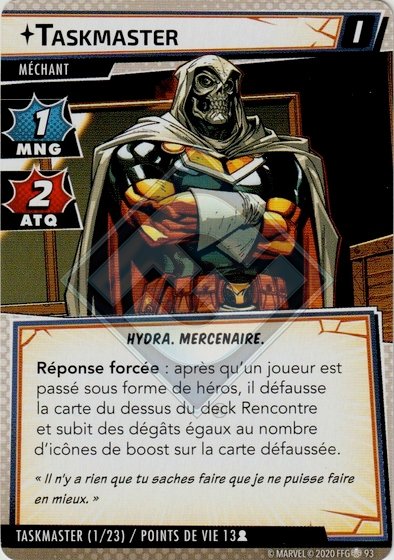 TASKMASTER
I
MÉCHANT
1
MNG
2
ATQ
HYDRA. MERCENAIRE.
Réponse forcée : après qu'un joueur est
passé sous forme de héros, il défausse
la carte du dessus du deck Rencontre
et subit des dégâts égaux au nombre
d'icônes de boost sur la carte défaussée.
« Il n'y a rien que tu saches faire que je ne puisse faire
en mieux. »
TASKMASTER (1/23) / POINTS DE VIE 13
© MARVEL © 2020 FFG 93